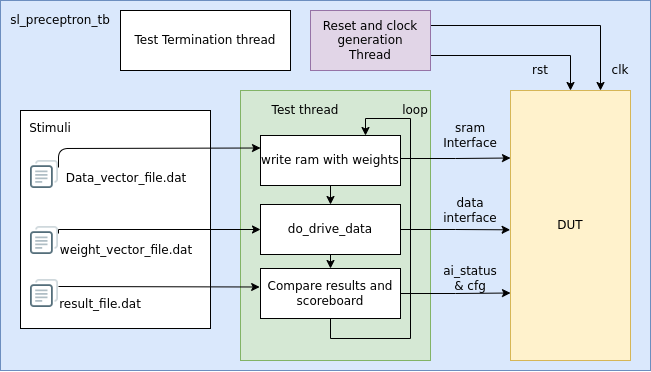 sl_preceptron_tb
Test Termination thread
Reset and clock
generation
Thread
rst
clk
Stimuli
Data_vector_file.dat
weight_vector_file.dat
result_file.dat
Test thread
loop
write ram with weights
do_drive_data
Compare results and
scoreboard
sram
Interface
data
interface
ai_status
& cfg
DUT